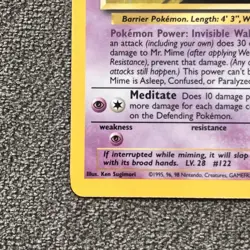 Barrier Pokémon. Length: 4' 3", W
Pokémon Power: Invisible Wal
an attack (including your own) does 30 o
damage to Mr. Mime (after applying We
Resistance), prevent that damage. (Any o
attacks still happen.) This power can't b
Mime is Asleep, Confused, or Paralyze
Meditate Does 10 damage p
more damage for each damage c
on the Defending Pokémon.
weakness resistance
If interrupted while miming, it will slap
with its broad hands. LV. 28 #122
Illus. Ken Sugimori ©1995, 96, 98 Nintendo, Creatures, GAMEFR